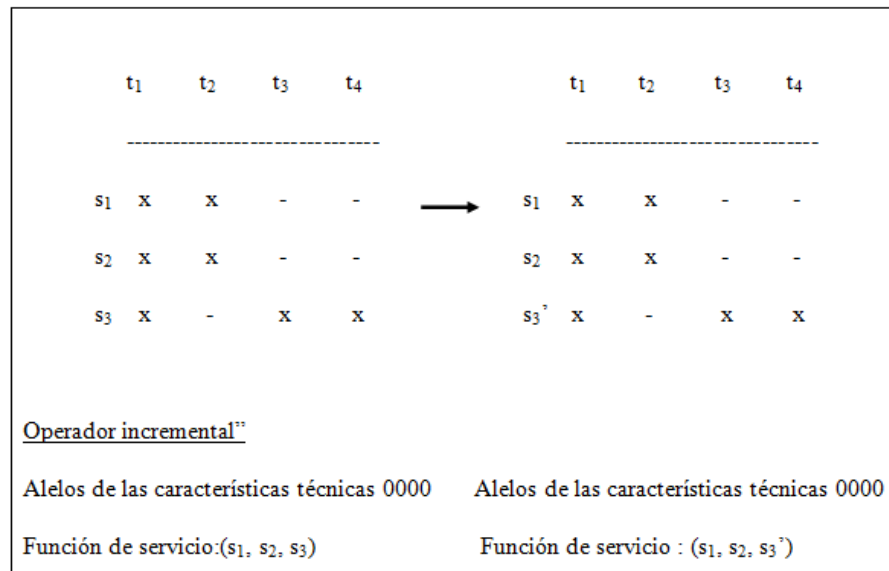 t₁ t₂ t₃ t₄ t₁ t₂ t₃ t₄
--------------------------------- ---------------------------------
s₁ x x - - s₁ x x - -
s₂ x x - - s₂ x x - -
s₃ x - x x s₃’ x - x x
Operador incremental”
Alelos de las características técnicas 0000 Alelos de las características técnicas 0000
Función de servicio:(s₁, s₂, s₃) Función de servicio : (s₁, s₂, s₃’)